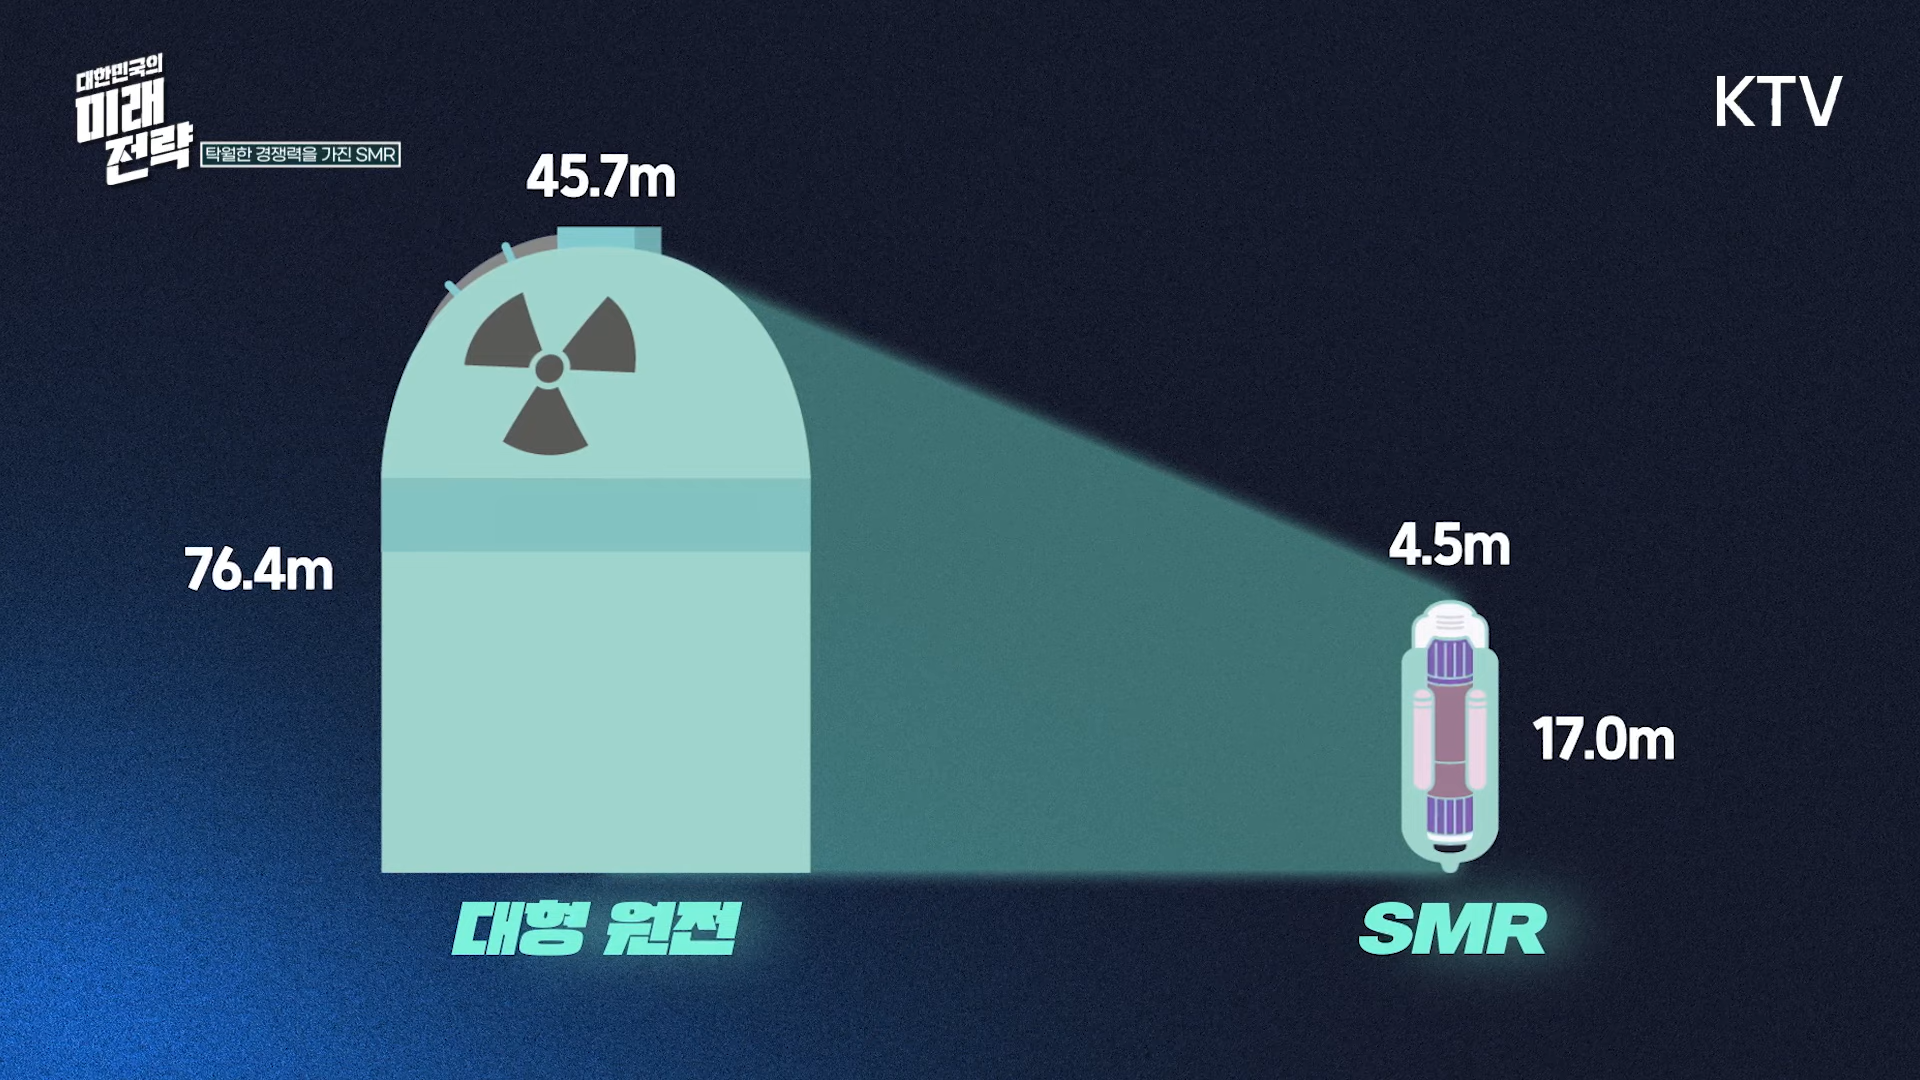 대한민국의
미래
전략
탁월한 경쟁력을 가진 SMR
KTV
45.7m
76.4m
4.5m
17.0m
대형 원전
SMR